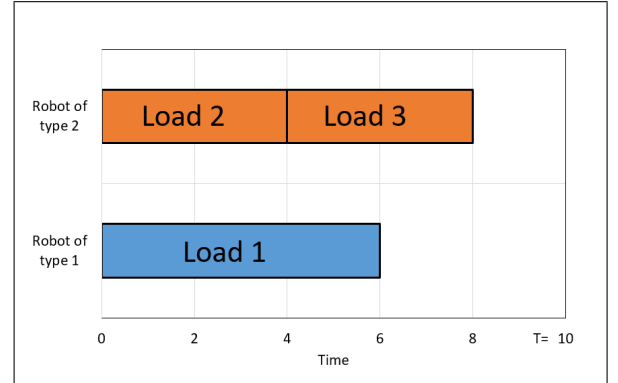 Robot of
type 2
Load 2
Load 3
Robot of
type 1
Load 1
0 2 4 6 8 T= 10
Time